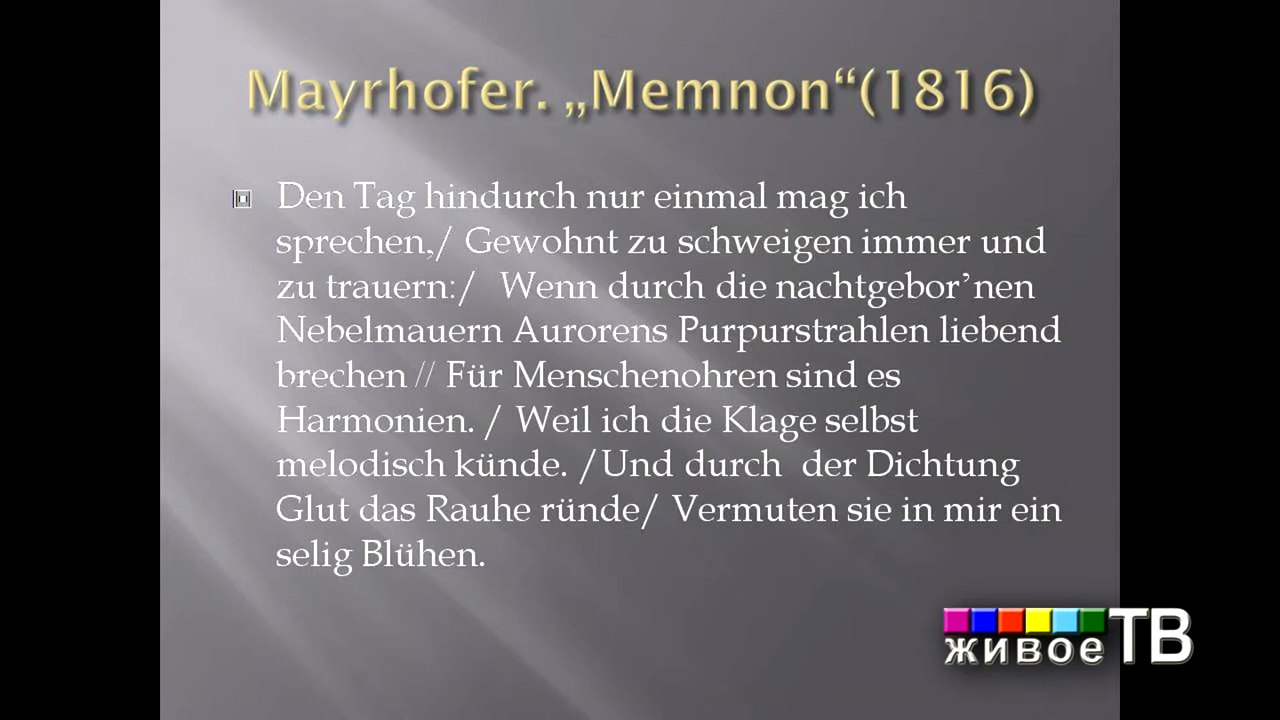 Mayrhofer. „Memnon“(1816)
Den Tag hindurch nur einmal mag ich
sprechen,/ Gewohnt zu schweigen immer und
zu trauern:/ Wenn durch die nachtgebor’nen
Nebelmauern Aurorens Purpurstrahlen liebend
brechen // Für Menschenohren sind es
Harmonien. / Weil ich die Klage selbst
melodisch künde. /Und durch der Dichtung
Glut das Rauhe ründe/ Vermuten sie in mir ein
selig Blühen.
живое ТВ